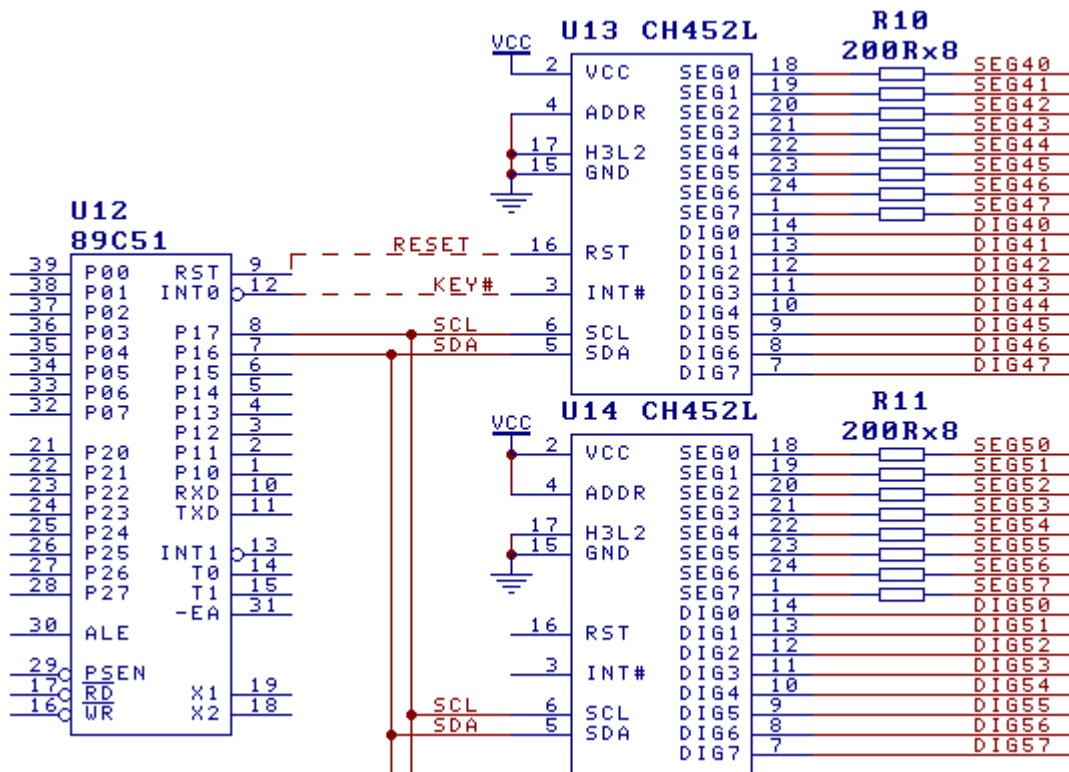 U13 CH452L
R10
200Rx8
VCC
2 VCC SEG0 18 SEG40
SEG1 19 SEG41
4 ADDR SEG2 20 SEG42
SEG3 21 SEG43
17 H3L2 SEG4 22 SEG44
15 GND SEG5 23 SEG45
SEG6 24 SEG46
SEG7 1 SEG47
DIG0 14 DIG40
RESET 16 RST DIG1 13 DIG41
DIG2 12 DIG42
KEY# 3 INT# DIG3 11 DIG43
DIG4 10 DIG44
SCL 6 SCL DIG5 9 DIG45
SDA 5 SDA DIG6 8 DIG46
DIG7 7 DIG47
U12
89C51
39 P00 RST 9
38 P01 INT0 12
37 P02
36 P03 P17 8
35 P04 P16 7
34 P05 P15 6
33 P06 P14 5
32 P07 P13 4
P12 3
21 P20 P11 2
22 P21 P10 1
23 P22 RXD 10
24 P23 TXD 11
25 P24
26 P25 INT1 13
27 P26 T0 14
28 P27 T1 15
-EA 31
30 ALE
29 PSEN
17 RD X1 19
16 WR X2 18
U14 CH452L
R11
200Rx8
VCC
2 VCC SEG0 18 SEG50
SEG1 19 SEG51
4 ADDR SEG2 20 SEG52
SEG3 21 SEG53
17 H3L2 SEG4 22 SEG54
15 GND SEG5 23 SEG55
SEG6 24 SEG56
SEG7 1 SEG57
DIG0 14 DIG50
16 RST DIG1 13 DIG51
DIG2 12 DIG52
3 INT# DIG3 11 DIG53
DIG4 10 DIG54
SCL 6 SCL DIG5 9 DIG55
SDA 5 SDA DIG6 8 DIG56
DIG7 7 DIG57